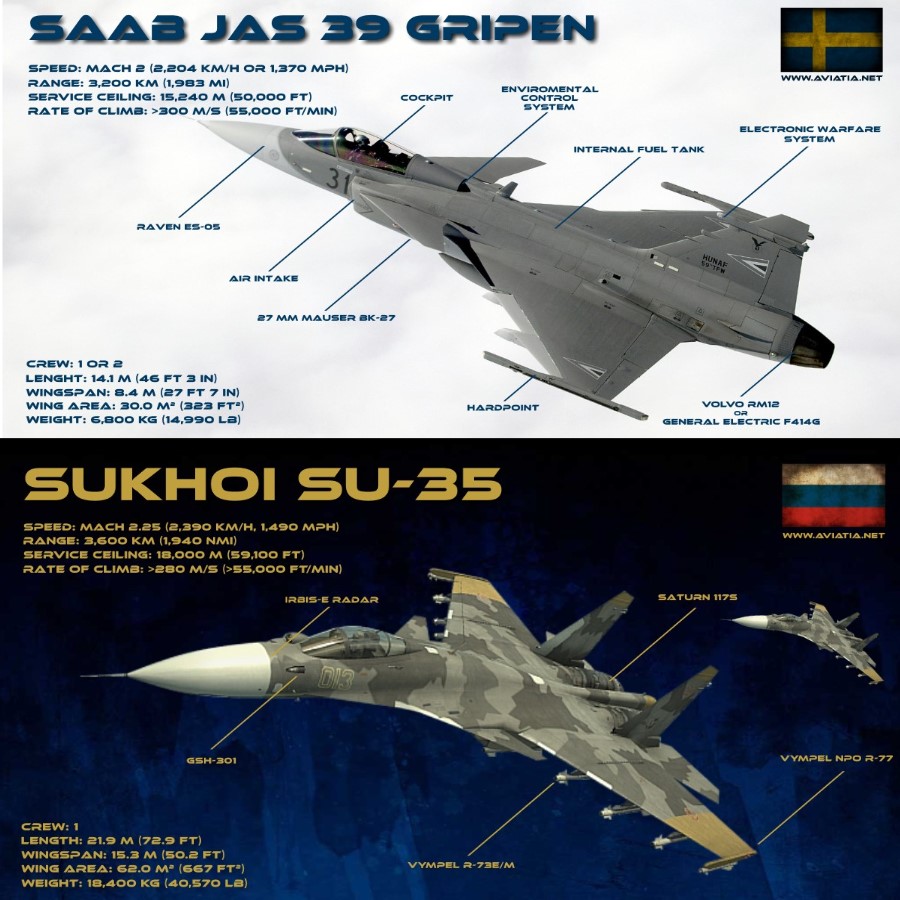 SAAB JAS 39 GRIPEN
WWW.AVIATIA.NET
SPEED: MACH 2 (2,204 KM/H OR 1,370 MPH)
RANGE: 3,200 KM (1,983 MI)
SERVICE CEILING: 15,240 M (50,000 FT)
RATE OF CLIMB: >300 M/S (55,000 FT/MIN)
COCKPIT
ENVIROMENTAL
CONTROL
SYSTEM
INTERNAL FUEL TANK
ELECTRONIC WARFARE
SYSTEM
31
RAVEN ES-05
AIR INTAKE
27 MM MAUSER BK-27
HUNAF
CREW: 1 OR 2
LENGHT: 14.1 M (46 FT 3 IN)
WINGSPAN: 8.4 M (27 FT 7 IN)
WING AREA: 30.0 M² (323 FT²)
WEIGHT: 6,800 KG (14,990 LB)
HARDPOINT
VOLVO RM12
OR
GENERAL ELECTRIC F414G
SUKHOI SU-35
WWW.AVIATIA.NET
SPEED: MACH 2.25 (2,390 KM/H, 1,490 MPH)
RANGE: 3,600 KM (1,940 NMI)
SERVICE CEILING: 18,000 M (59,100 FT)
RATE OF CLIMB: >280 M/S (>55,000 FT/MIN)
IRBIS-E RADAR
SATURN 117S
013
GSH-301
VYMPEL NPO R-77
VYMPEL R-73E/M
CREW: 1
LENGTH: 21.9 M (72.9 FT)
WINGSPAN: 15.3 M (50.2 FT)
WING AREA: 62.0 M² (667 FT²)
WEIGHT: 18,400 KG (40,570 LB)